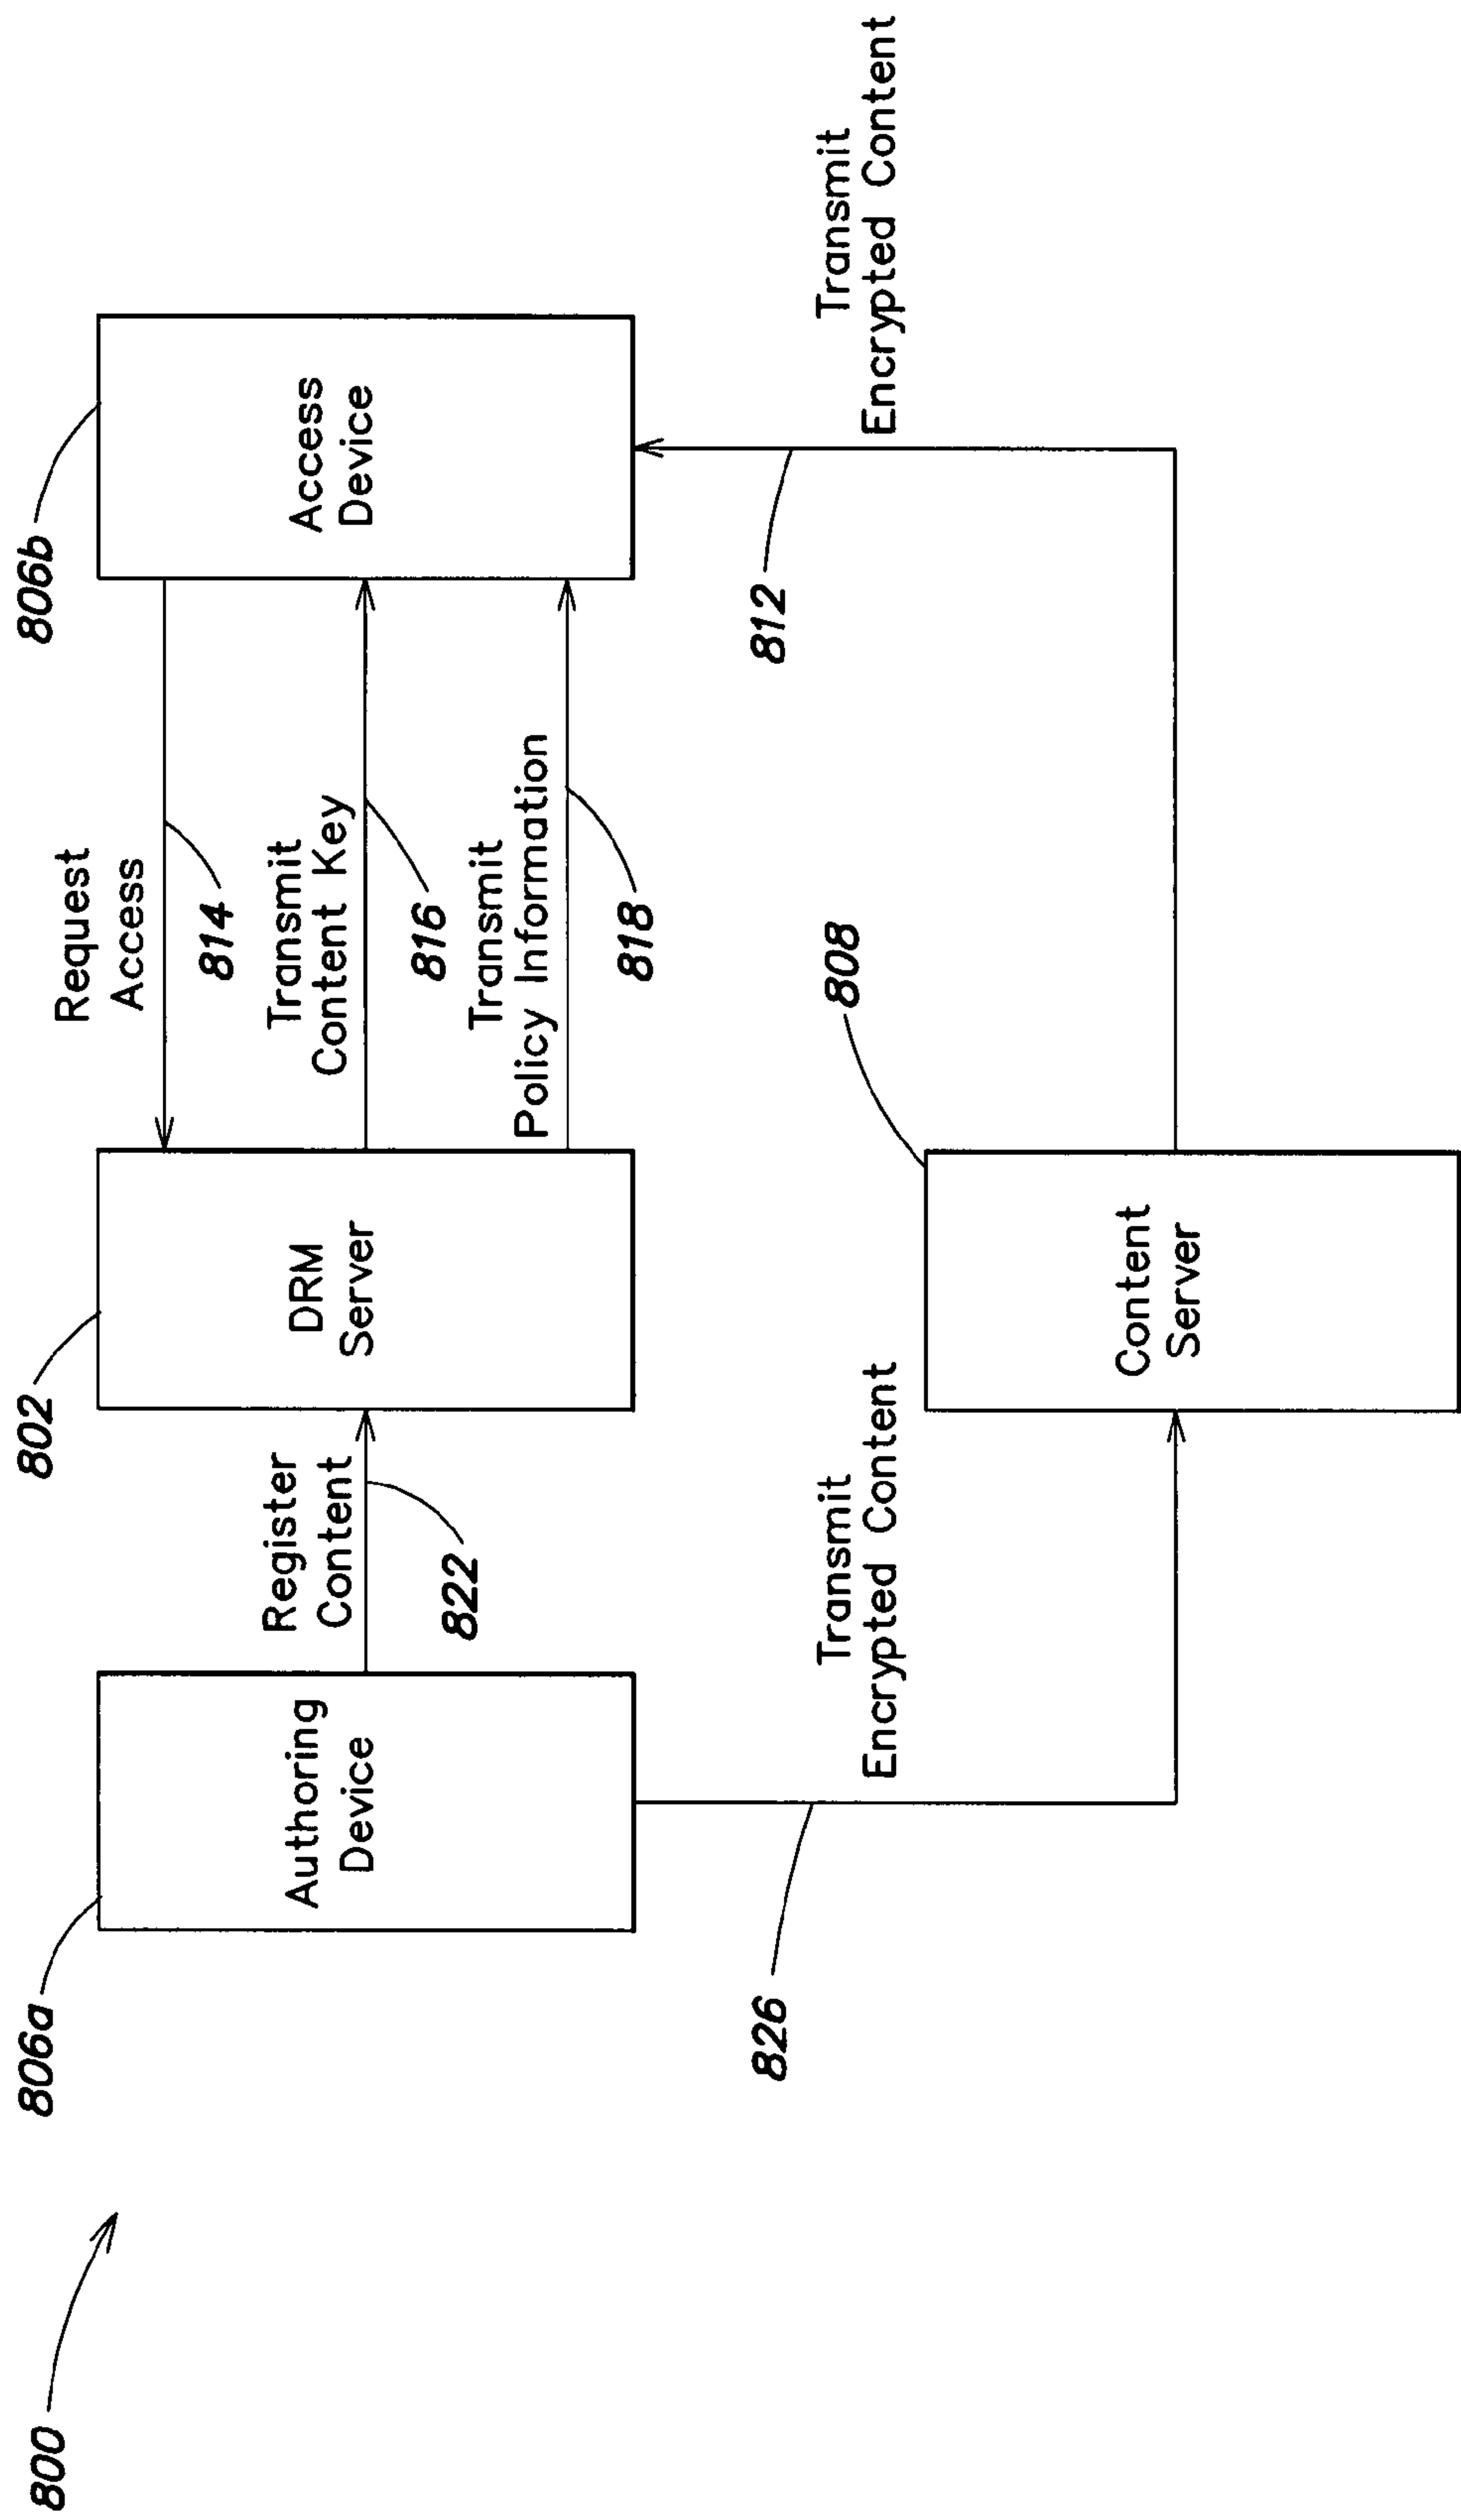 800
806a
802
806b
Authoring
Device
Register
Content
822
DRM
Server
Request
Access
814
Transmit
Content Key
816
Transmit
Policy Information
818
Access
Device
826
Transmit
Encrypted Content
808
Content
Server
812
Transmit
Encrypted Content